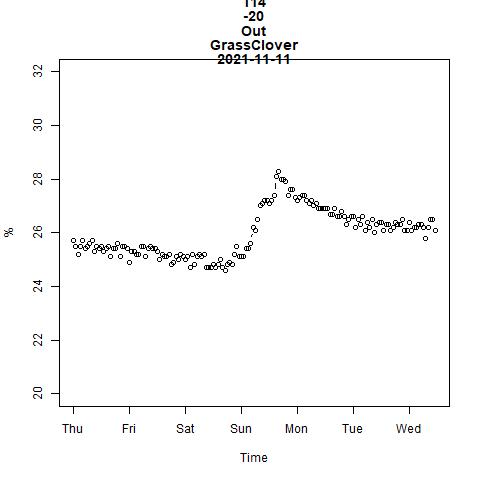 114
-20
Out
GrassClover
2021-11-11
32
30
28
26
24
22
20
%
Thu Fri Sat Sun Mon Tue Wed
Time